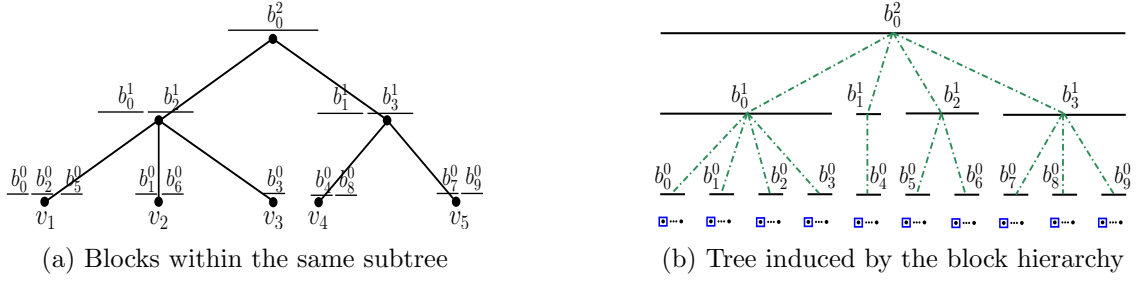 b_0^2 b_0^2
b_0^1 b_2^1 b_1^1 b_3^1 b_0^1 b_1^1 b_2^1 b_3^1
b_0^0 b_2^0 b_5^0 b_1^0 b_6^0 b_3^0 b_4^0 b_8^0 b_7^0 b_9^0 b_0^0 b_1^0 b_2^0 b_3^0 b_4^0 b_5^0 b_6^0 b_7^0 b_8^0 b_9^0
v_1 v_2 v_3 v_4 v_5
(a) Blocks within the same subtree (b) Tree induced by the block hierarchy